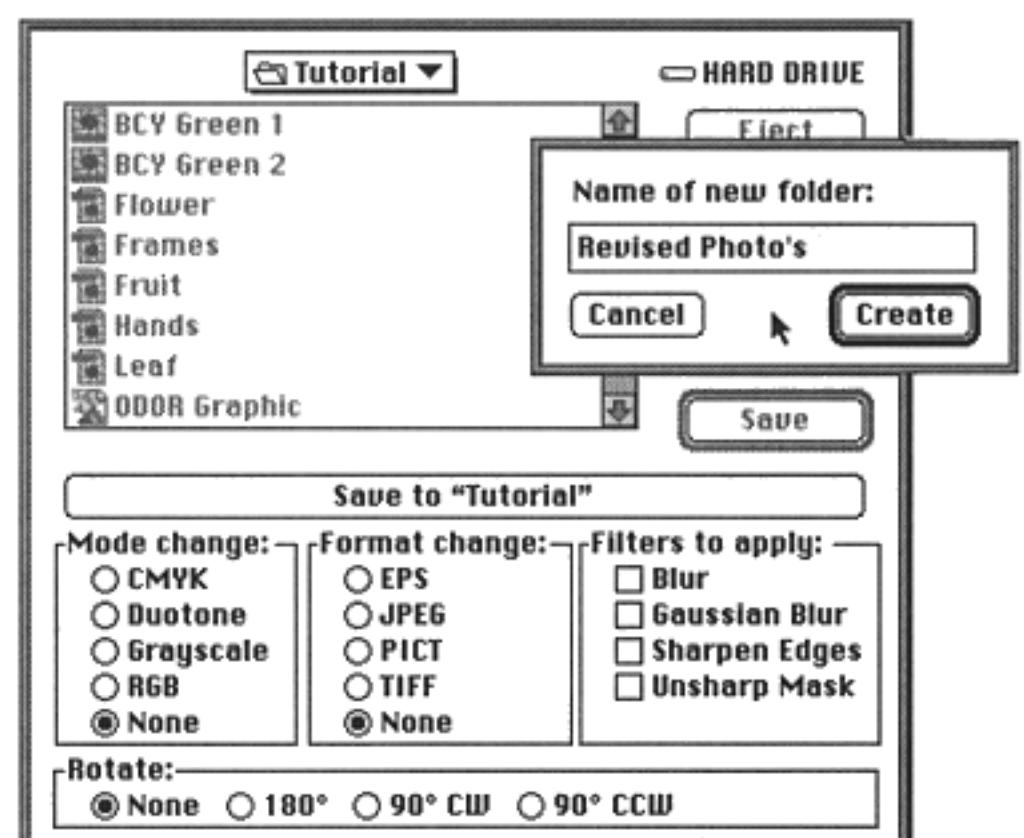 Tutorial
HARD DRIVE
BCY Green 1
BCY Green 2
Flower
Frames
Fruit
Hands
Leaf
ODOR Graphic
Eject
Name of new folder:
Revised Photo's
Cancel
Create
Save
Save to “Tutorial”
Mode change:
CMYK
Duotone
Grayscale
RGB
None
Format change:
EPS
JPEG
PICT
TIFF
None
Filters to apply:
Blur
Gaussian Blur
Sharpen Edges
Unsharp Mask
Rotate:
None 180° 90° CW 90° CCW